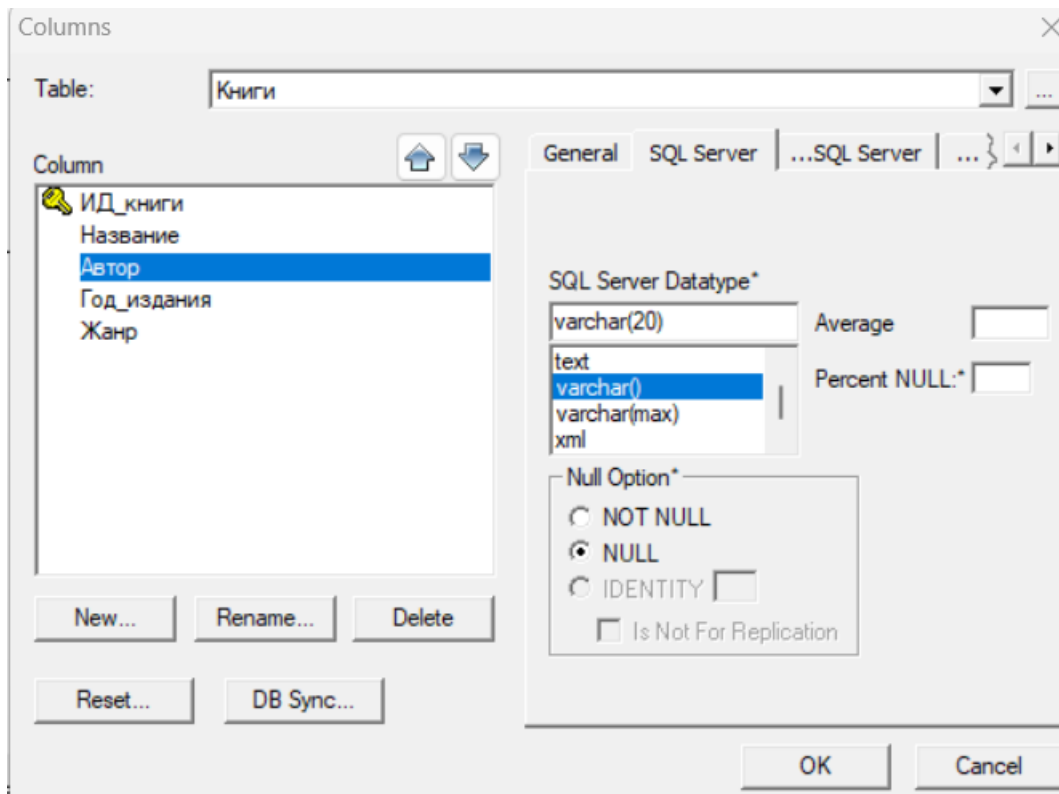 Columns
Table:
Книги
...
Column
ИД_книги
Название
Автор
Год_издания
Жанр
New...
Rename...
Delete
Reset...
DB Sync...
General
SQL Server
...SQL Server
...
SQL Server Datatype*
varchar(20)
text
varchar()
varchar(max)
xml
Average
Percent NULL:*
Null Option*
NOT NULL
NULL
IDENTITY
Is Not For Replication
OK
Cancel